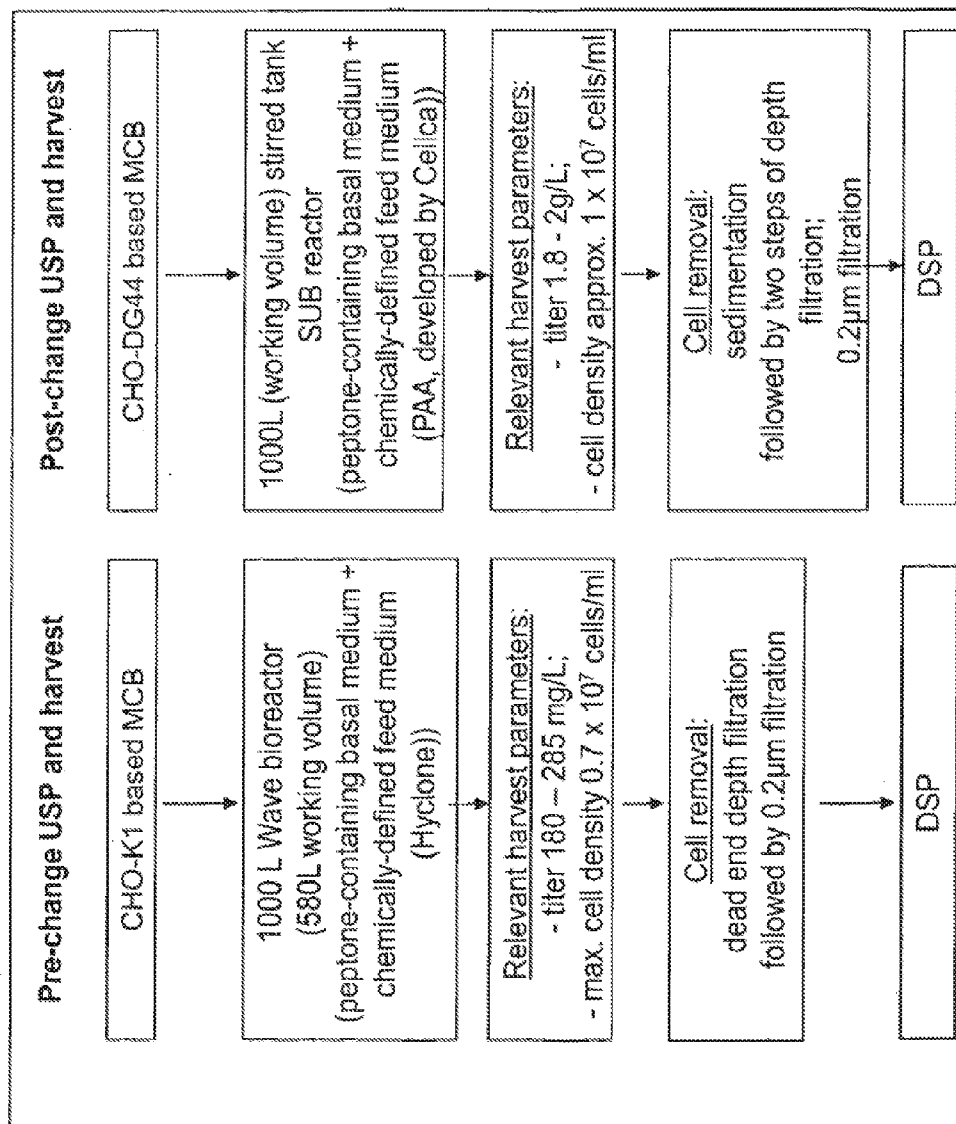 Pre-change USP and harvest
CHO-K1 based MCB
1000 L Wave bioreactor
(580L working volume)
(peptone-containing basal medium +
chemically-defined feed medium
(Hyclone))
Relevant harvest parameters:
- titer 180 – 285 mg/L;
- max. cell density 0.7 x 10⁷ cells/ml
Cell removal:
dead end depth filtration
followed by 0.2µm filtration
DSP
Post-change USP and harvest
CHO-DG44 based MCB
1000L (working volume) stirred tank
SUB reactor
(peptone-containing basal medium +
chemically-defined feed medium
(PAA, developed by Cellca))
Relevant harvest parameters:
- titer 1.8 - 2g/L;
- cell density approx. 1 x 10⁷ cells/ml
Cell removal:
sedimentation
followed by two steps of depth
filtration;
0.2µm filtration
DSP